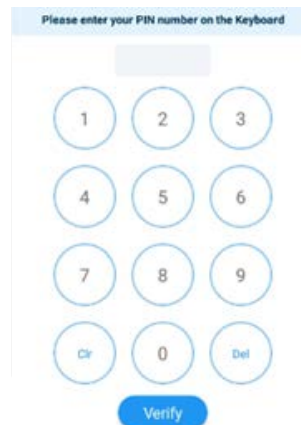 Please enter your PIN number on the Keyboard
1 2 3
4 5 6
7 8 9
Clr 0 Del
Verify